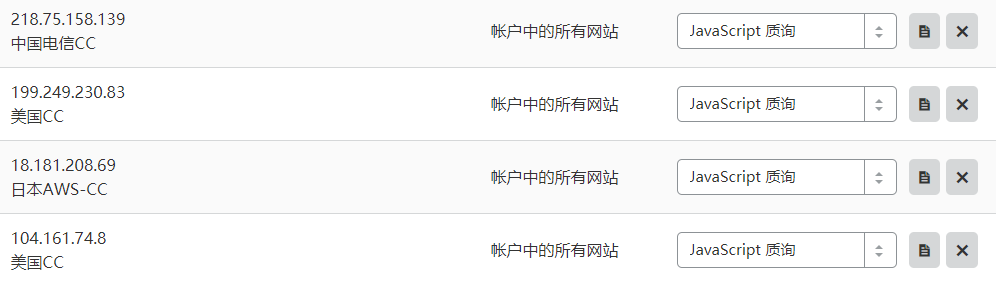 218.75.158.139
中国电信CC
帐户中的所有网站
JavaScript 质询
199.249.230.83
美国CC
帐户中的所有网站
JavaScript 质询
18.181.208.69
日本AWS-CC
帐户中的所有网站
JavaScript 质询
104.161.74.8
美国CC
帐户中的所有网站
JavaScript 质询